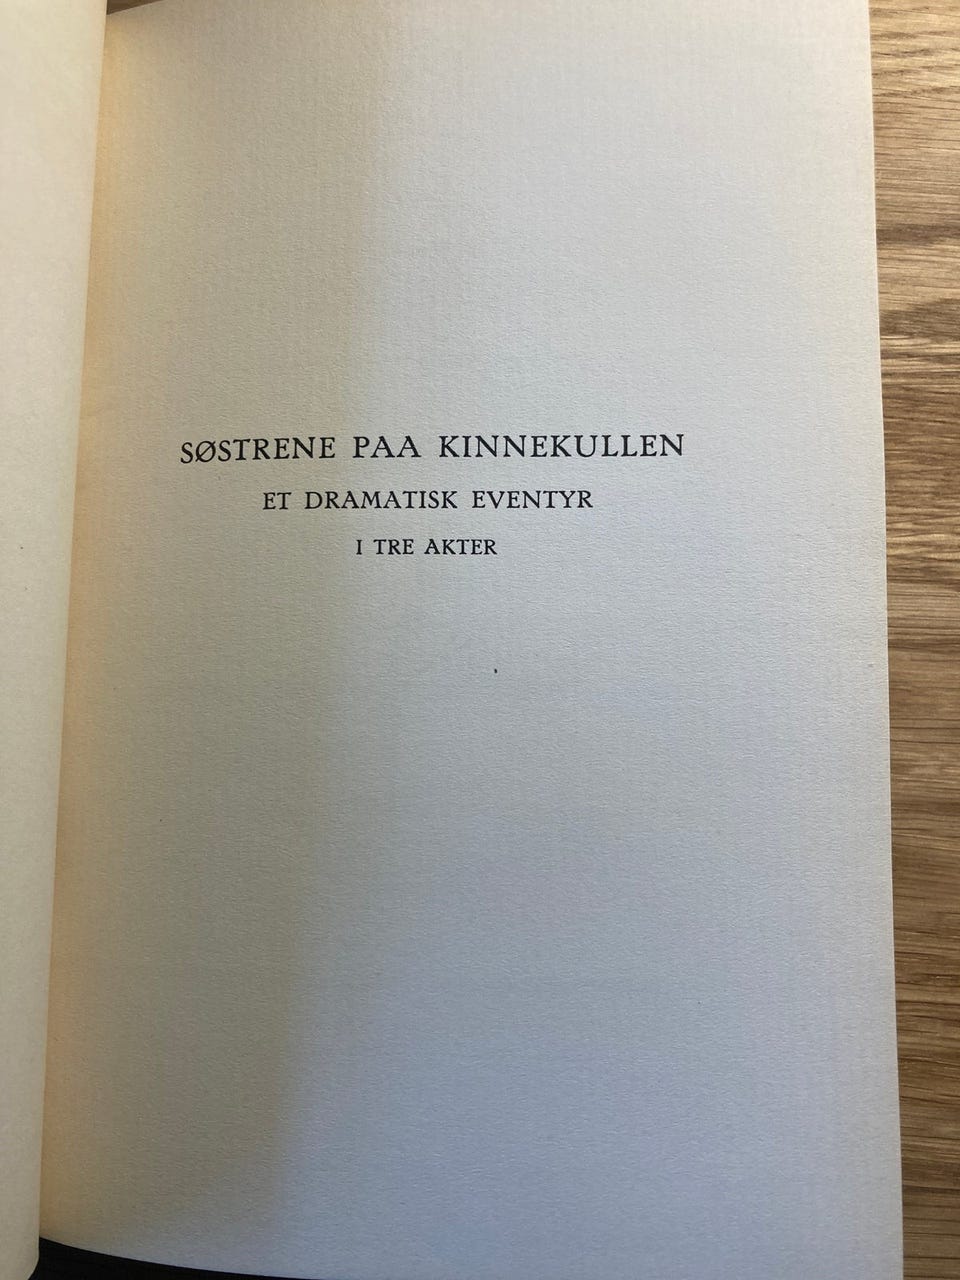 SØSTRENE PAA KINNEKULLEN
ET DRAMATISK EVENTYR
I TRE AKTER